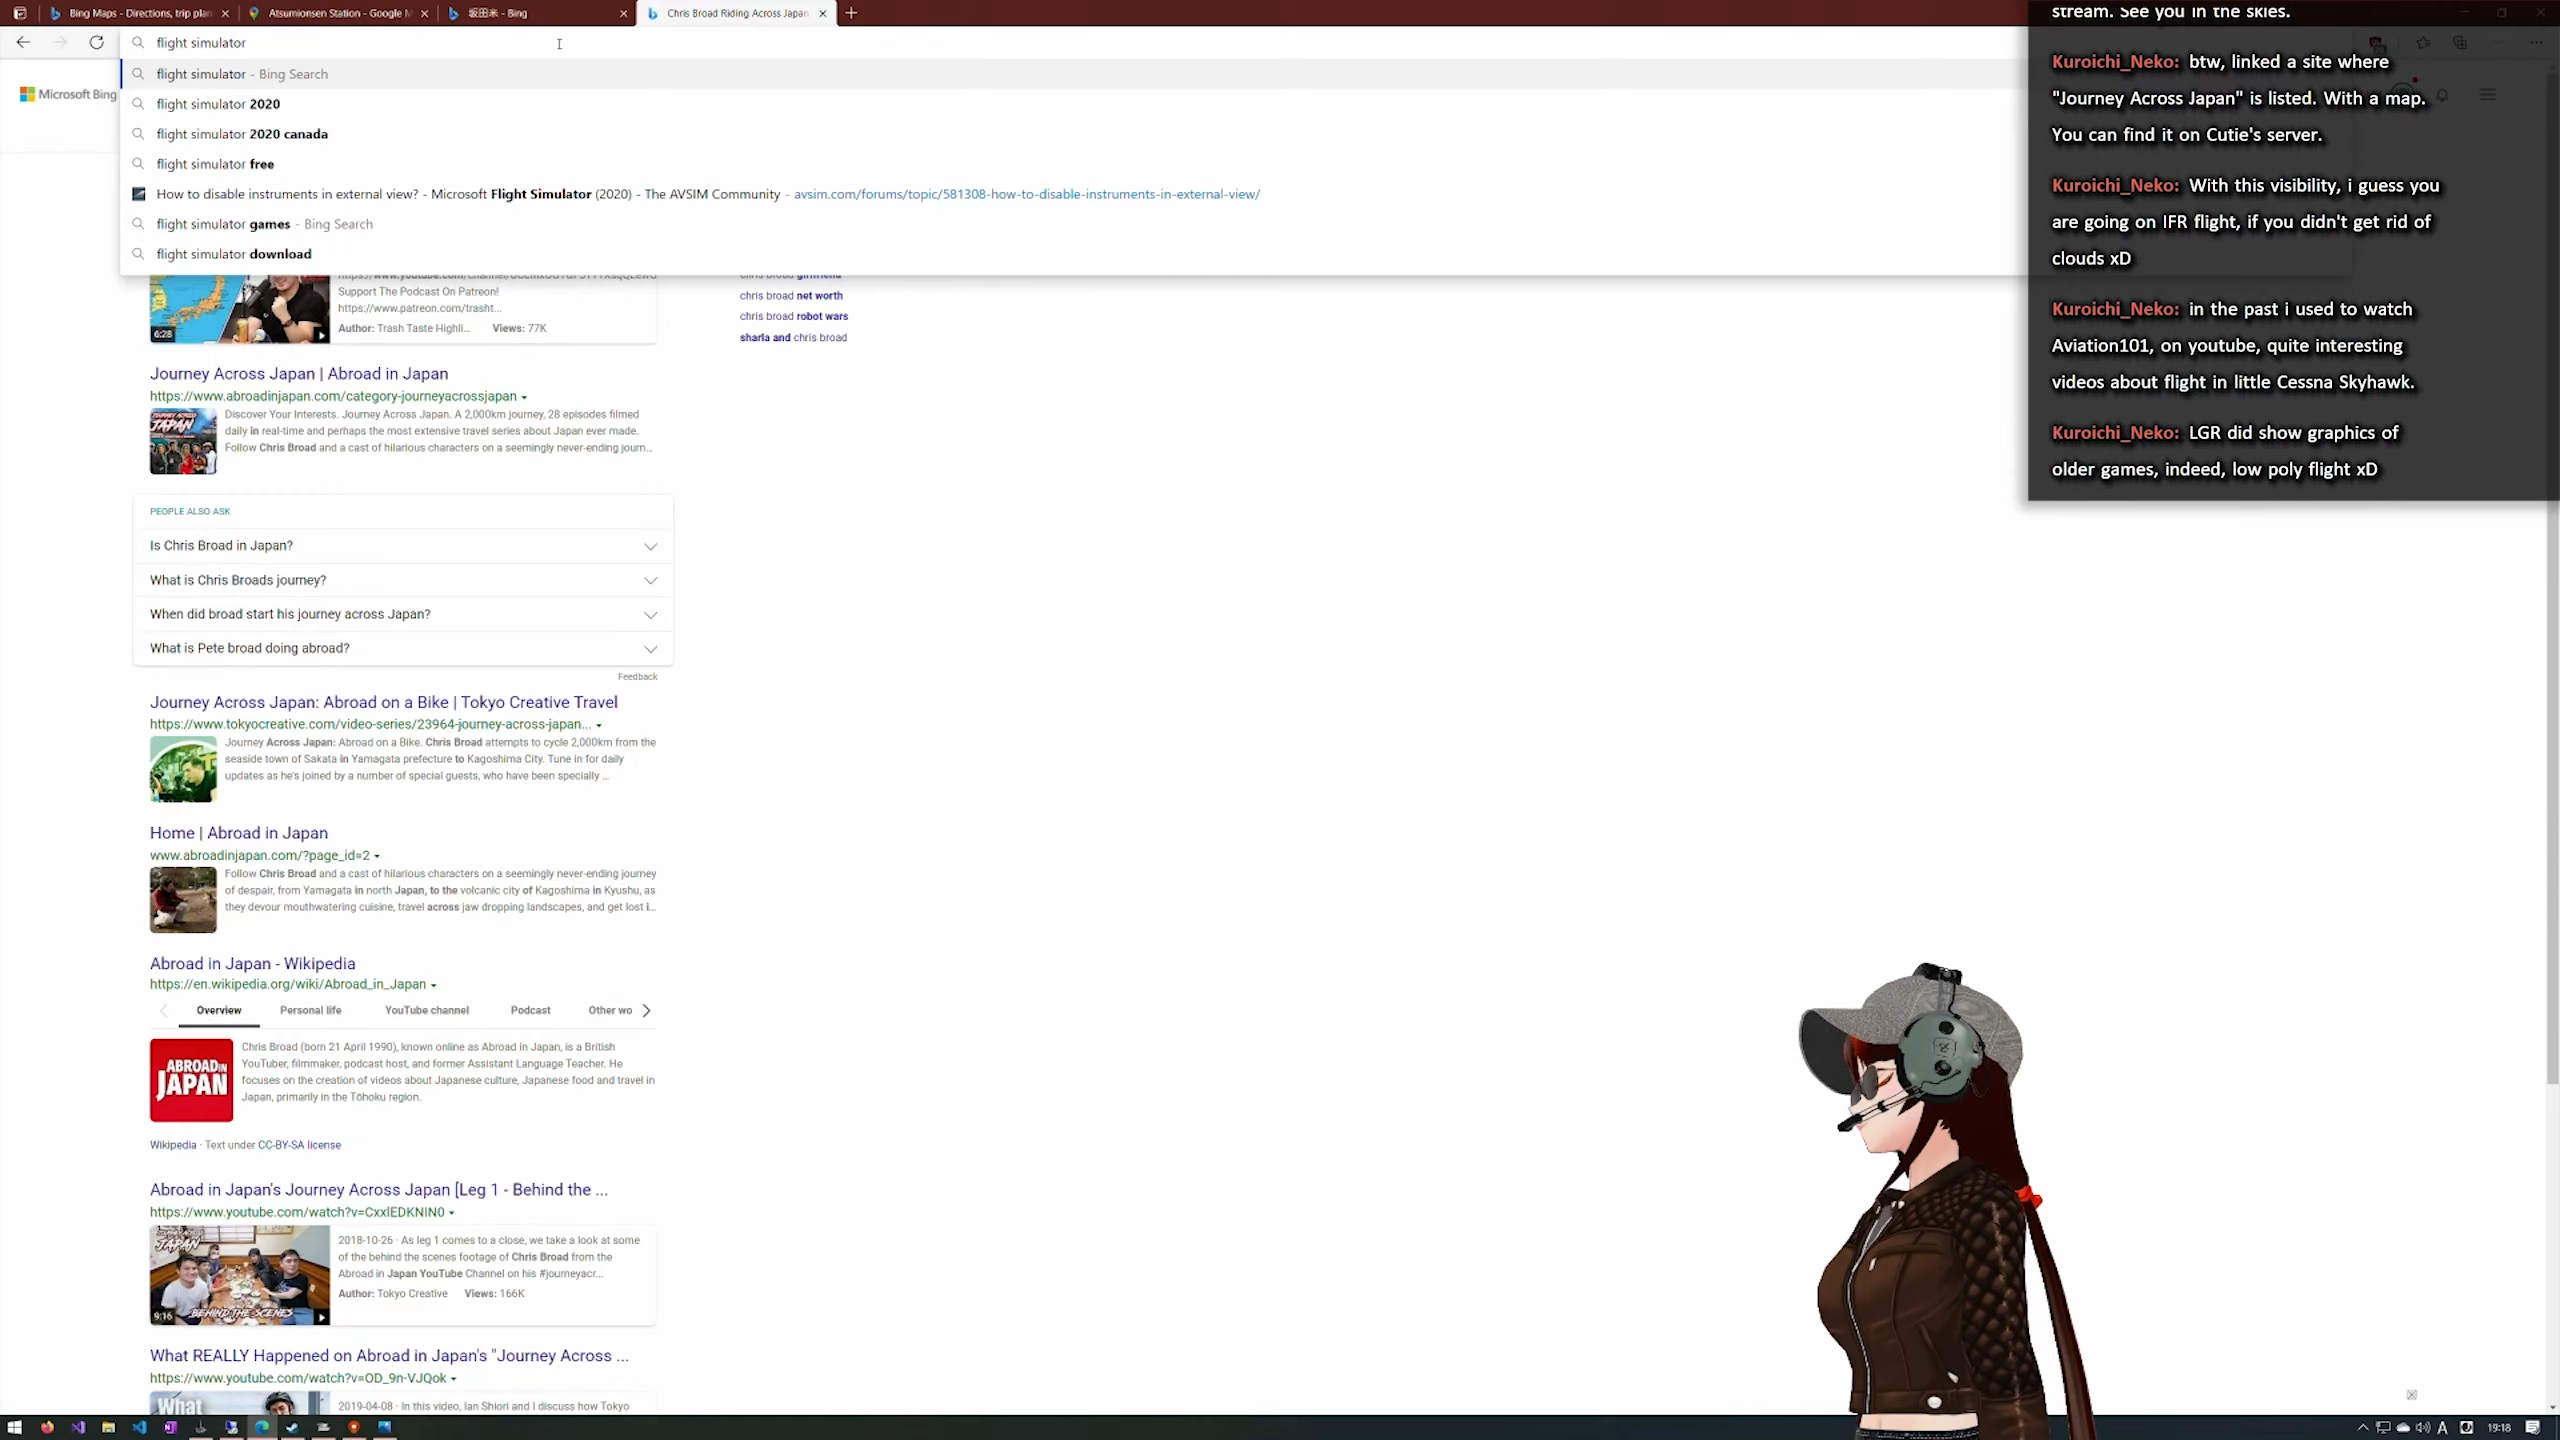 Bing Maps - Directions, trip plan
Atsumionsen Station - Google M
坂田米 - Bing
Chris Broad Riding Across Japan
flight simulator
flight simulator - Bing Search
flight simulator 2020
flight simulator 2020 canada
flight simulator free
How to disable instruments in external view? - Microsoft Flight Simulator (2020) - The AVSIM Community - avsim.com/forums/topic/581308-how-to-disable-instruments-in-external-view/
flight simulator games - Bing Search
flight simulator download
Microsoft Bing
Support The Podcast On Patreon!
https://www.patreon.com/trasht...
Author: Trash Taste Highli... Views: 77K
6:28
chris broad girlfriend
chris broad net worth
chris broad robot wars
sharla and chris broad
Journey Across Japan | Abroad in Japan
https://www.abroadinjapan.com/category-journeyacrossjapan
Discover Your Interests. Journey Across Japan. A 2,000km journey, 28 episodes filmed
daily in real-time and perhaps the most extensive travel series about Japan ever made.
Follow Chris Broad and a cast of hilarious characters on a seemingly never-ending journ...
PEOPLE ALSO ASK
Is Chris Broad in Japan?
What is Chris Broads journey?
When did broad start his journey across Japan?
What is Pete broad doing abroad?
Feedback
Journey Across Japan: Abroad on a Bike | Tokyo Creative Travel
https://www.tokyocreative.com/video-series/23964-journey-across-japan...
Journey Across Japan: Abroad on a Bike. Chris Broad attempts to cycle 2,000km from the
seaside town of Sakata in Yamagata prefecture to Kagoshima City. Tune in for daily
updates as he's joined by a number of special guests, who have been specially ...
Home | Abroad in Japan
www.abroadinjapan.com/?page_id=2
Follow Chris Broad and a cast of hilarious characters on a seemingly never-ending journey
of despair, from Yamagata in north Japan, to the volcanic city of Kagoshima in Kyushu, as
they devour mouthwatering cuisine, travel across jaw dropping landscapes, and get lost i...
Abroad in Japan - Wikipedia
https://en.wikipedia.org/wiki/Abroad_in_Japan
Overview Personal life YouTube channel Podcast Other wo
ABROAD IN
JAPAN
Chris Broad (born 21 April 1990), known online as Abroad in Japan, is a British
YouTuber, filmmaker, podcast host, and former Assistant Language Teacher. He
focuses on the creation of videos about Japanese culture, Japanese food and travel in
Japan, primarily in the Tōhoku region.
Wikipedia · Text under CC-BY-SA license
Abroad in Japan's Journey Across Japan [Leg 1 - Behind the ...
https://www.youtube.com/watch?v=CxxlEDKNIN0
2018-10-26 · As leg 1 comes to a close, we take a look at some
of the behind the scenes footage of Chris Broad from the
Abroad in Japan YouTube Channel on his #journeyacr...
Author: Tokyo Creative Views: 166K
JAPAN
BEHIND THE SCENES
9:16
What REALLY Happened on Abroad in Japan's "Journey Across ...
https://www.youtube.com/watch?v=OD_9n-VJQok
What
2019-04-08 · In this video, Ian Shiori and I discuss how Tokyo
stream. See you in the skies.
Kuroichi_Neko: btw, linked a site where
"Journey Across Japan" is listed. With a map.
You can find it on Cutie's server.
Kuroichi_Neko: With this visibility, i guess you
are going on IFR flight, if you didn't get rid of
clouds xD
Kuroichi_Neko: in the past i used to watch
Aviation101, on youtube, quite interesting
videos about flight in little Cessna Skyhawk.
Kuroichi_Neko: LGR did show graphics of
older games, indeed, low poly flight xD
A
19:18